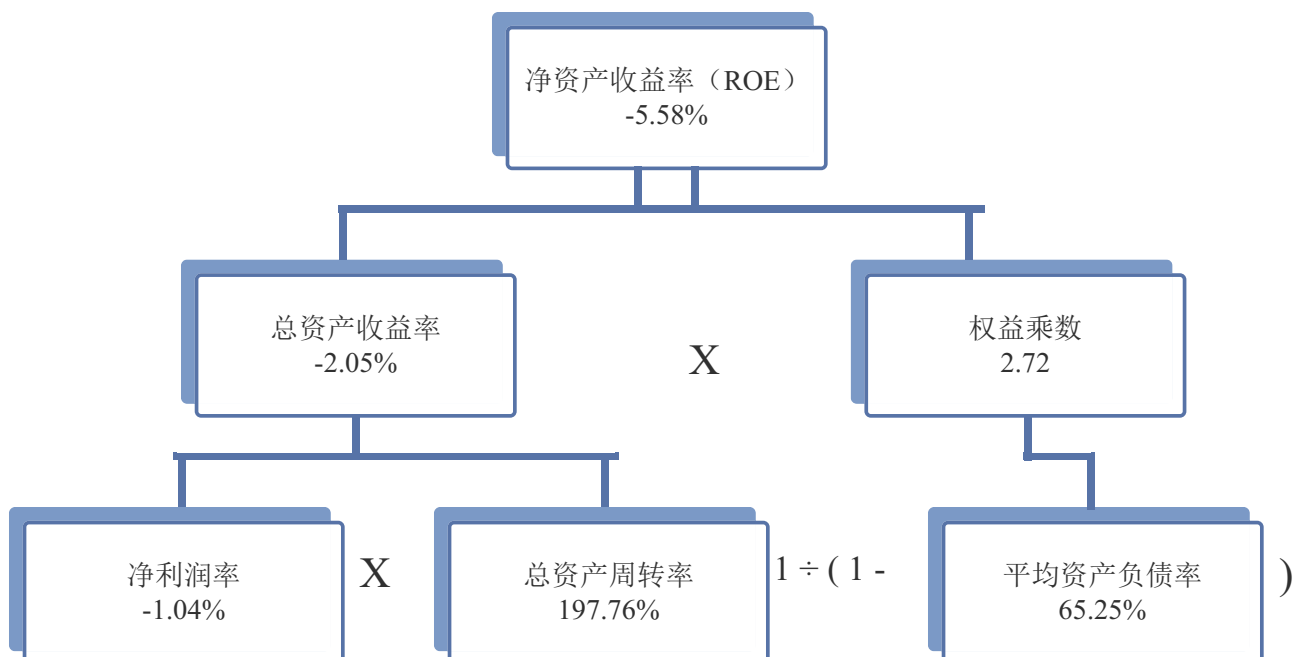 净资产收益率（ROE）
-5.58%
总资产收益率
-2.05%
X
权益乘数
2.72
净利润率
-1.04%
X
总资产周转率
197.76%
1 ÷ ( 1 -
平均资产负债率
65.25%
)